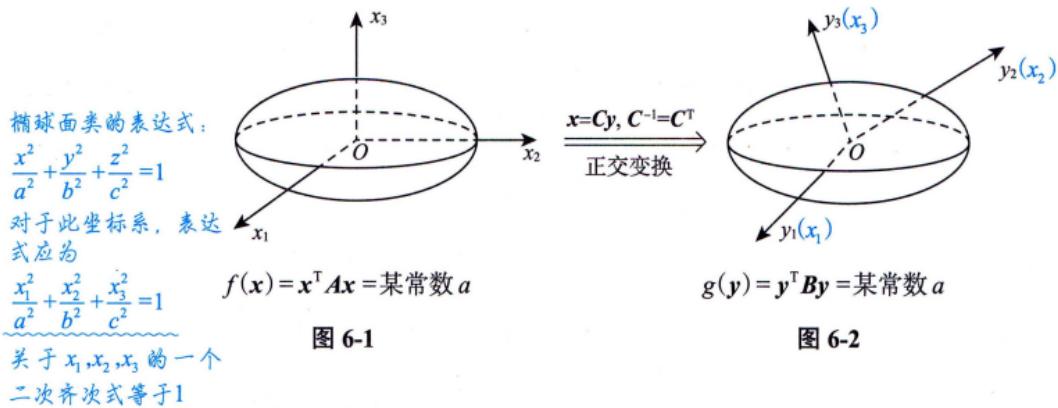 x₃
O
x₂
x₁
椭球面类的表达式：
x²/a² + y²/b² + z²/c² = 1
对于此坐标系，表达
式应为
x₁²/a² + x₂²/b² + x₃²/c² = 1
关于 x₁,x₂,x₃ 的一个
二次齐次式等于1
f(x) = xᵀAx = 某常数 a
图 6-1
x=Cy, C⁻¹=Cᵀ
正交变换
y₃(x₃)
y₂(x₂)
O
y₁(x₁)
g(y) = yᵀBy = 某常数 a
图 6-2